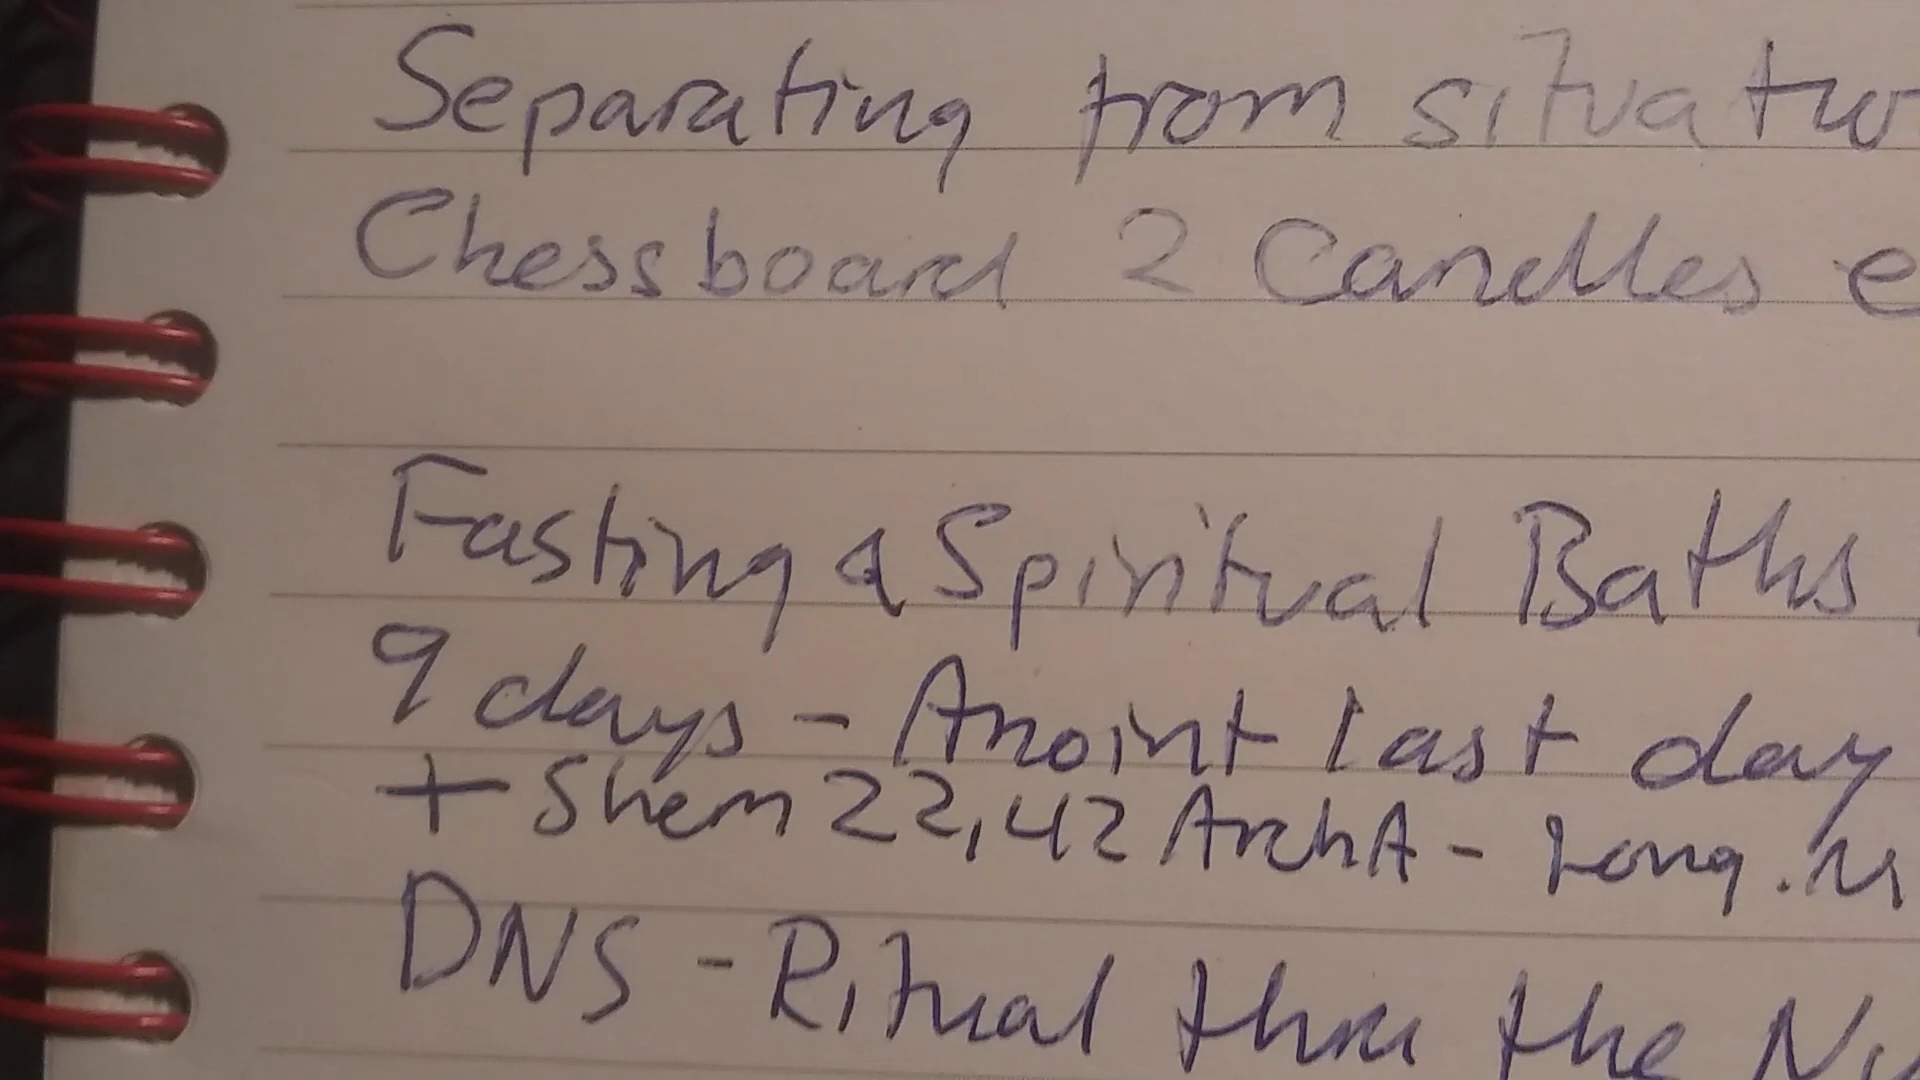 Separating from situatio
Chessboard 2 Candles e
Fasting & Spiritual Baths
9 days - Anoint last day
+ Shem 22,42 ArchA -
DNS - Ritual thru the